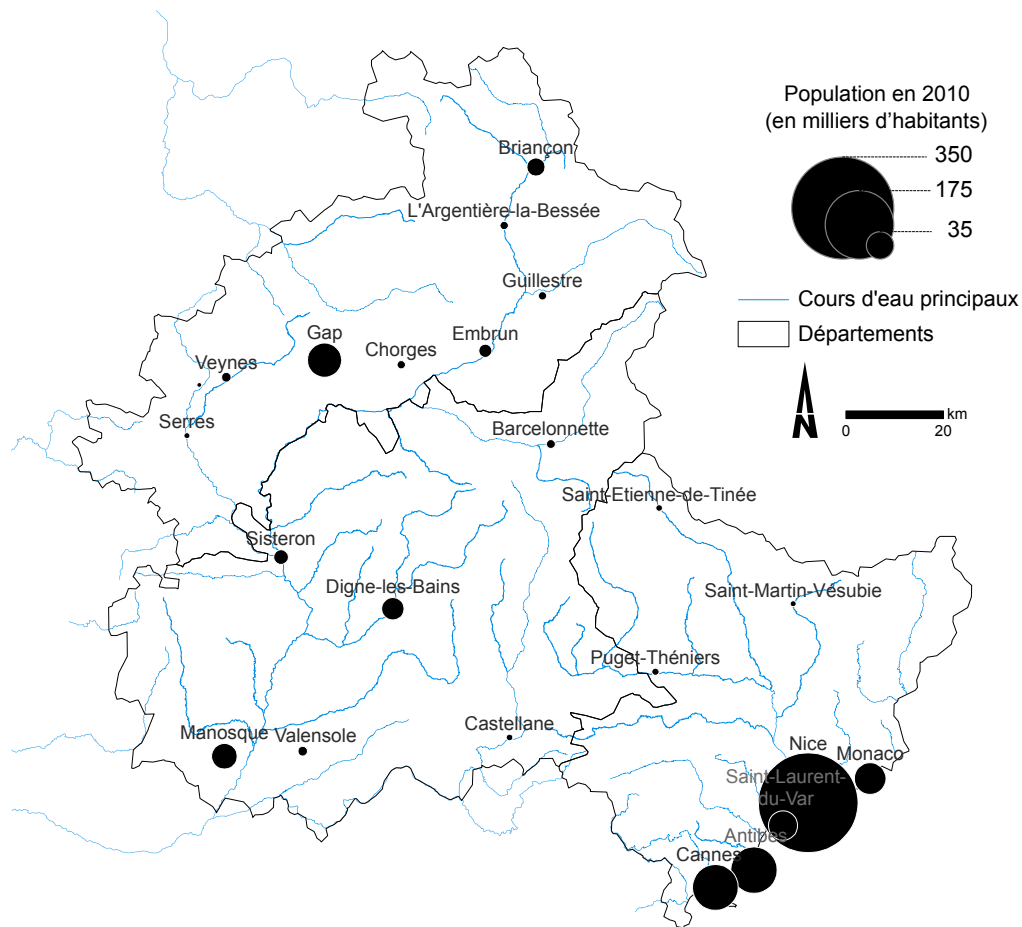 Population en 2010
(en milliers d'habitants)
350
175
35
Cours d'eau principaux
Départements
N
km
0
20
Briançon
L'Argentière-la-Bessée
Guillestre
Gap
Embrun
Chorges
Veynes
Serres
Barcelonnette
Saint-Etienne-de-Tinée
Sisteron
Digne-les-Bains
Saint-Martin-Vésubie
Puget-Théniers
Manosque
Valensole
Castellane
Nice
Monaco
Saint-Laurent-
du-Var
Antibes
Cannes